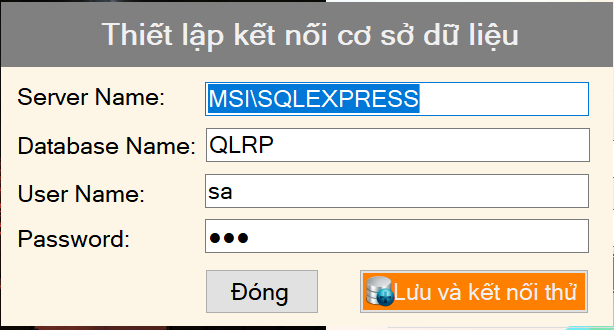 Thiết lập kết nối cơ sở dữ liệu
Server Name: MSI\SQLEXPRESS
Database Name: QLRP
User Name: sa
Password: ●●●
Đóng Lưu và kết nối thử